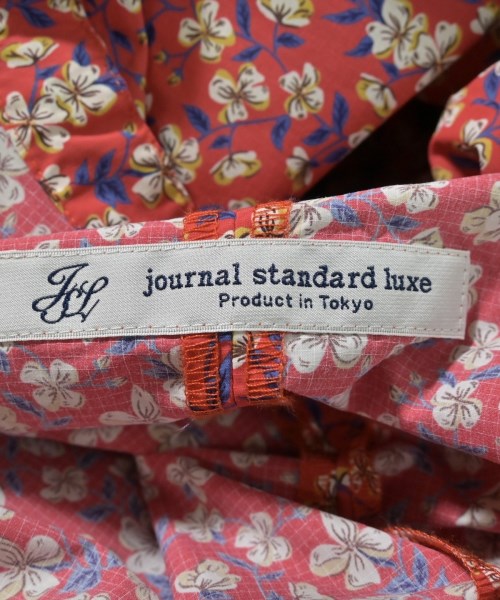 JSL
journal standard luxe
Product in Tokyo